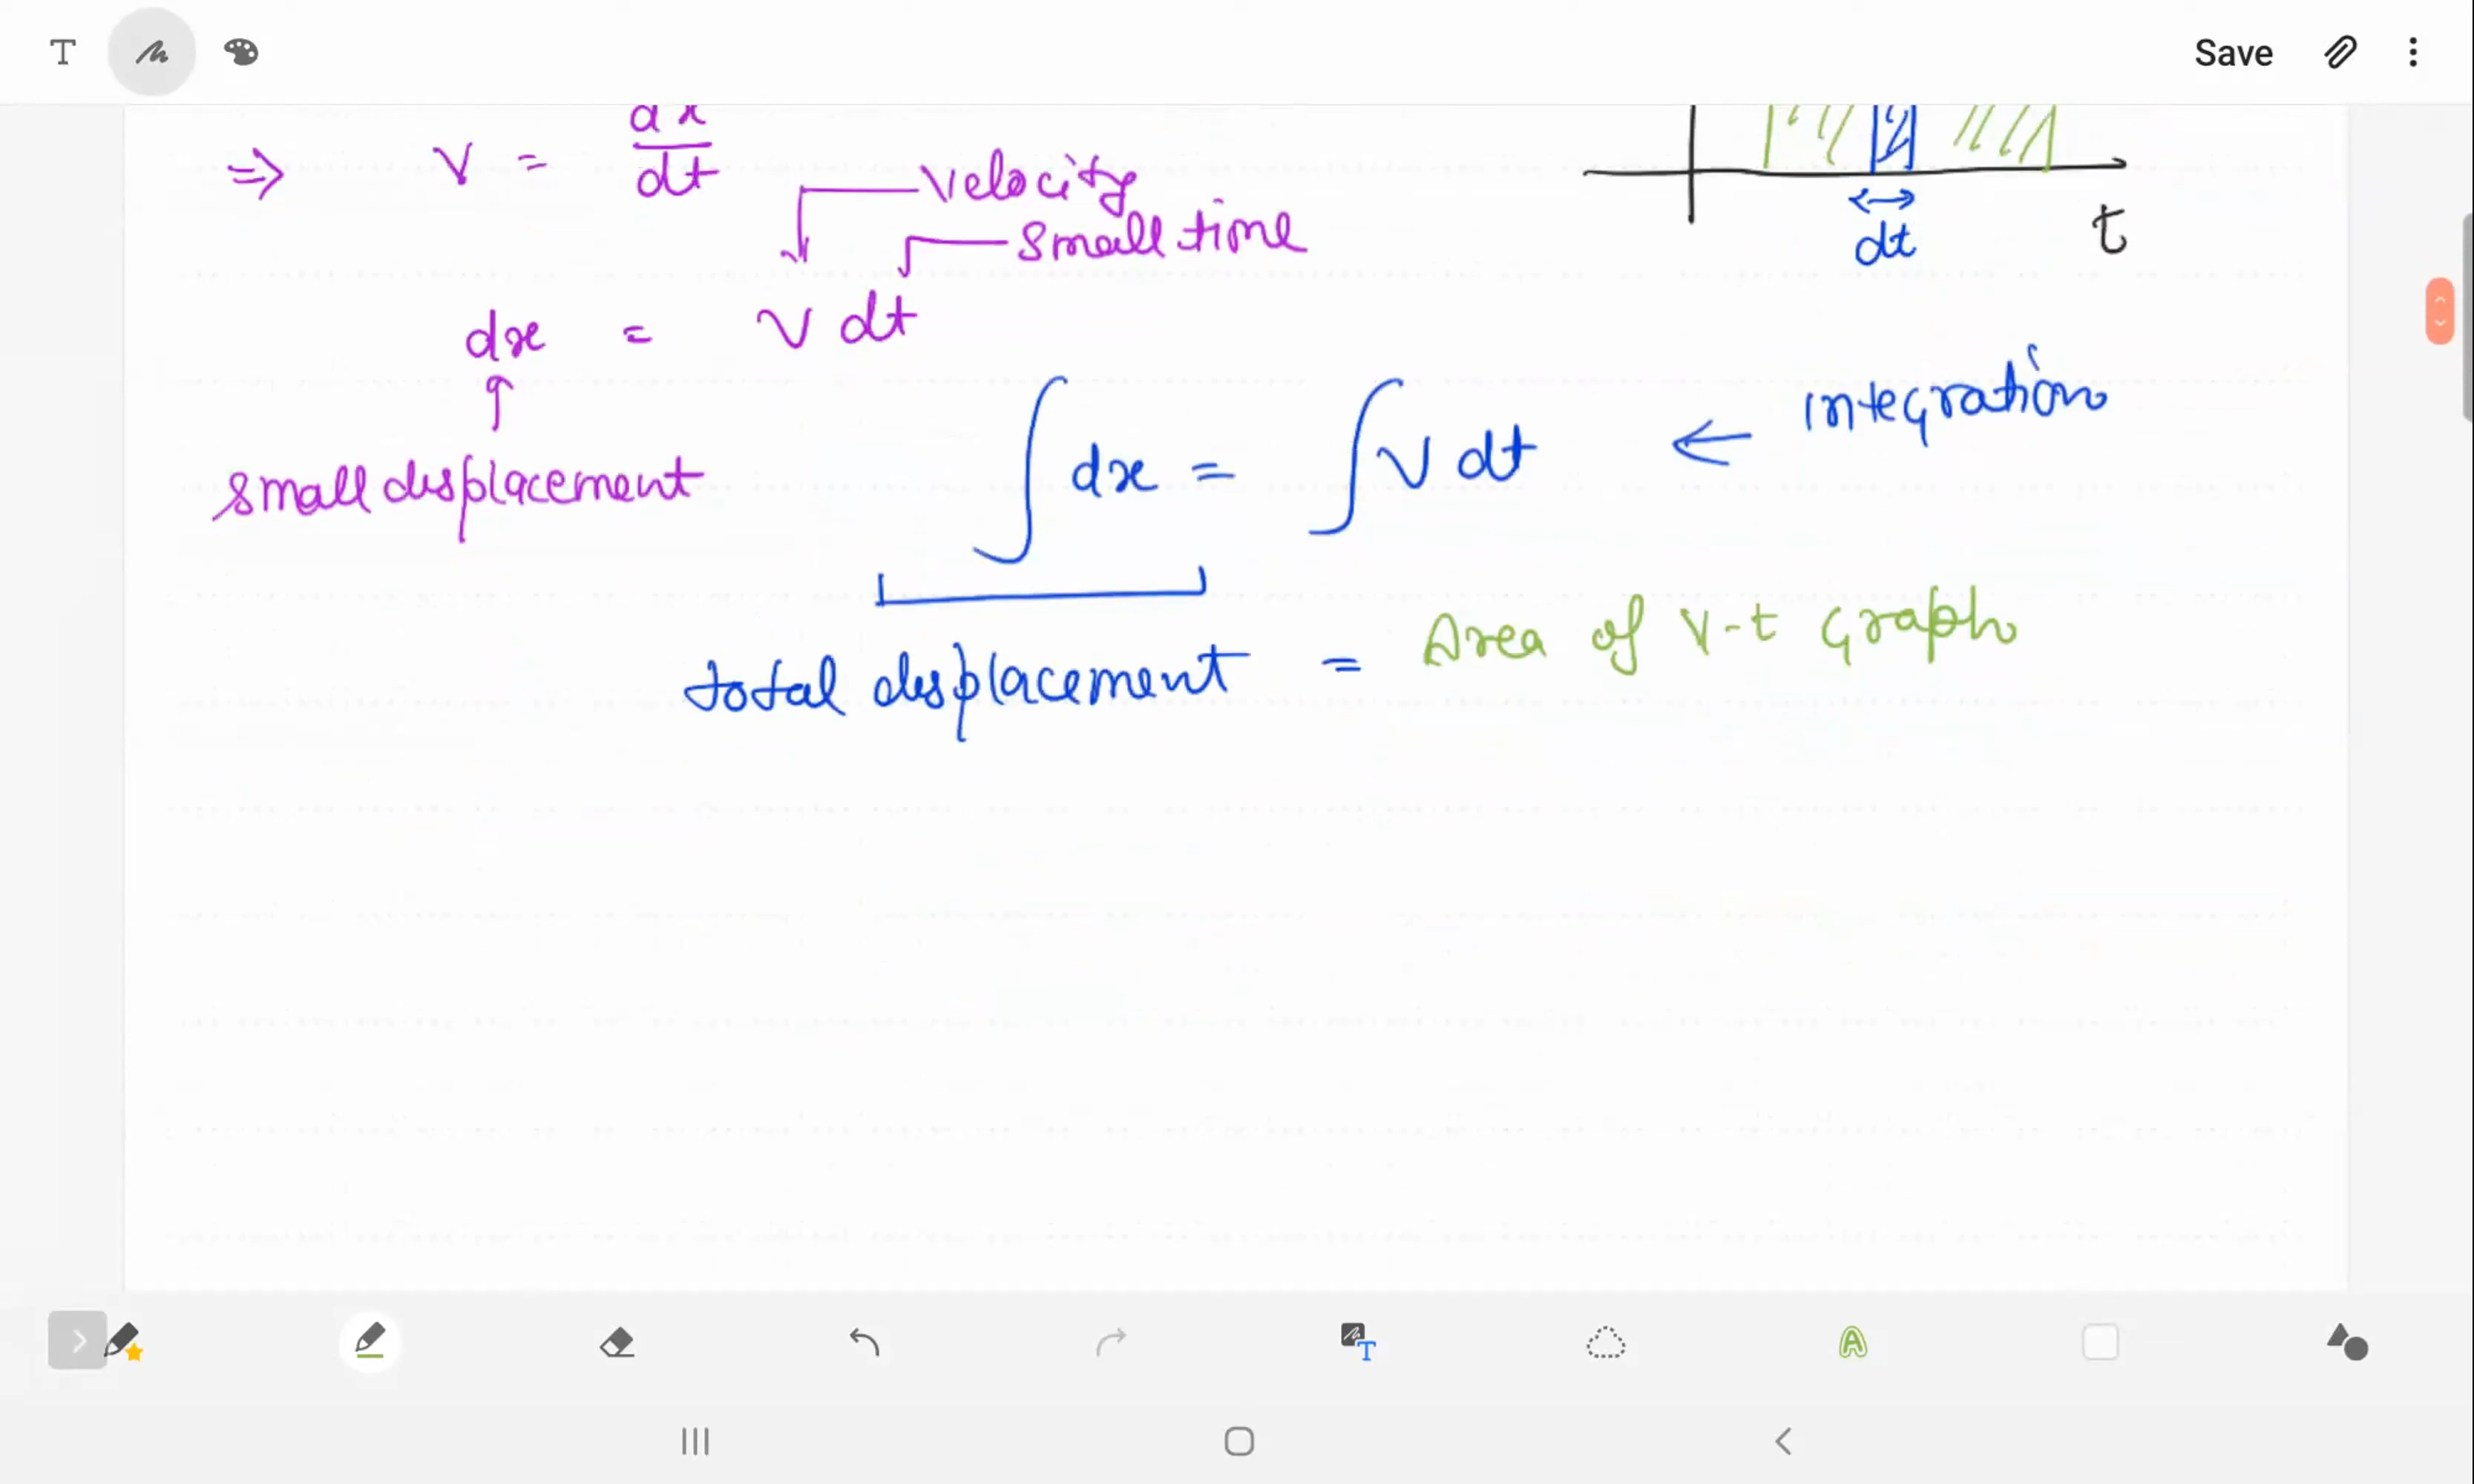 Save
⇒ v = dx/dt
velocity
small time
dt
t
dx = v dt
small displacement
∫ dx = ∫ v dt ← integration
total displacement = Area of v-t Graph